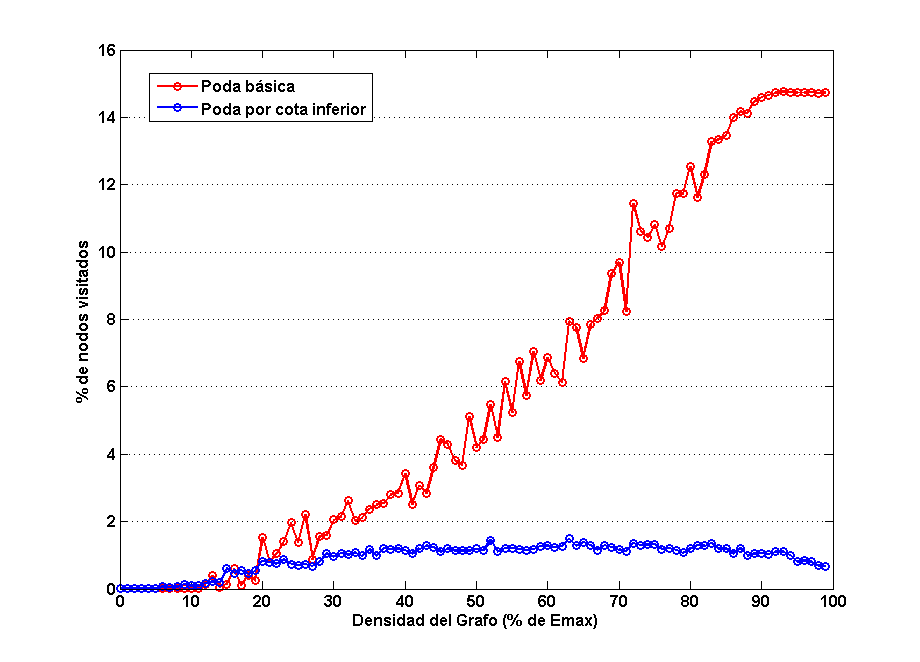 Poda básica
Poda por cota inferior
% de nodos visitados
16
14
12
10
8
6
4
2
0
0 10 20 30 40 50 60 70 80 90 100
Densidad del Grafo (% de Emax)